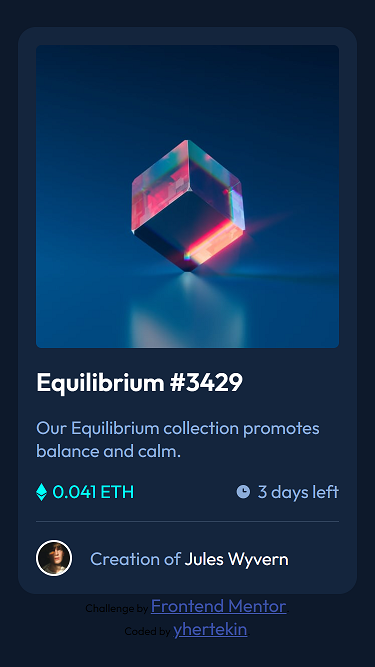 Equilibrium #3429
Our Equilibrium collection promotes
balance and calm.
0.041 ETH
3 days left
Creation of Jules Wyvern
Challenge by Frontend Mentor
Coded by yhertekin